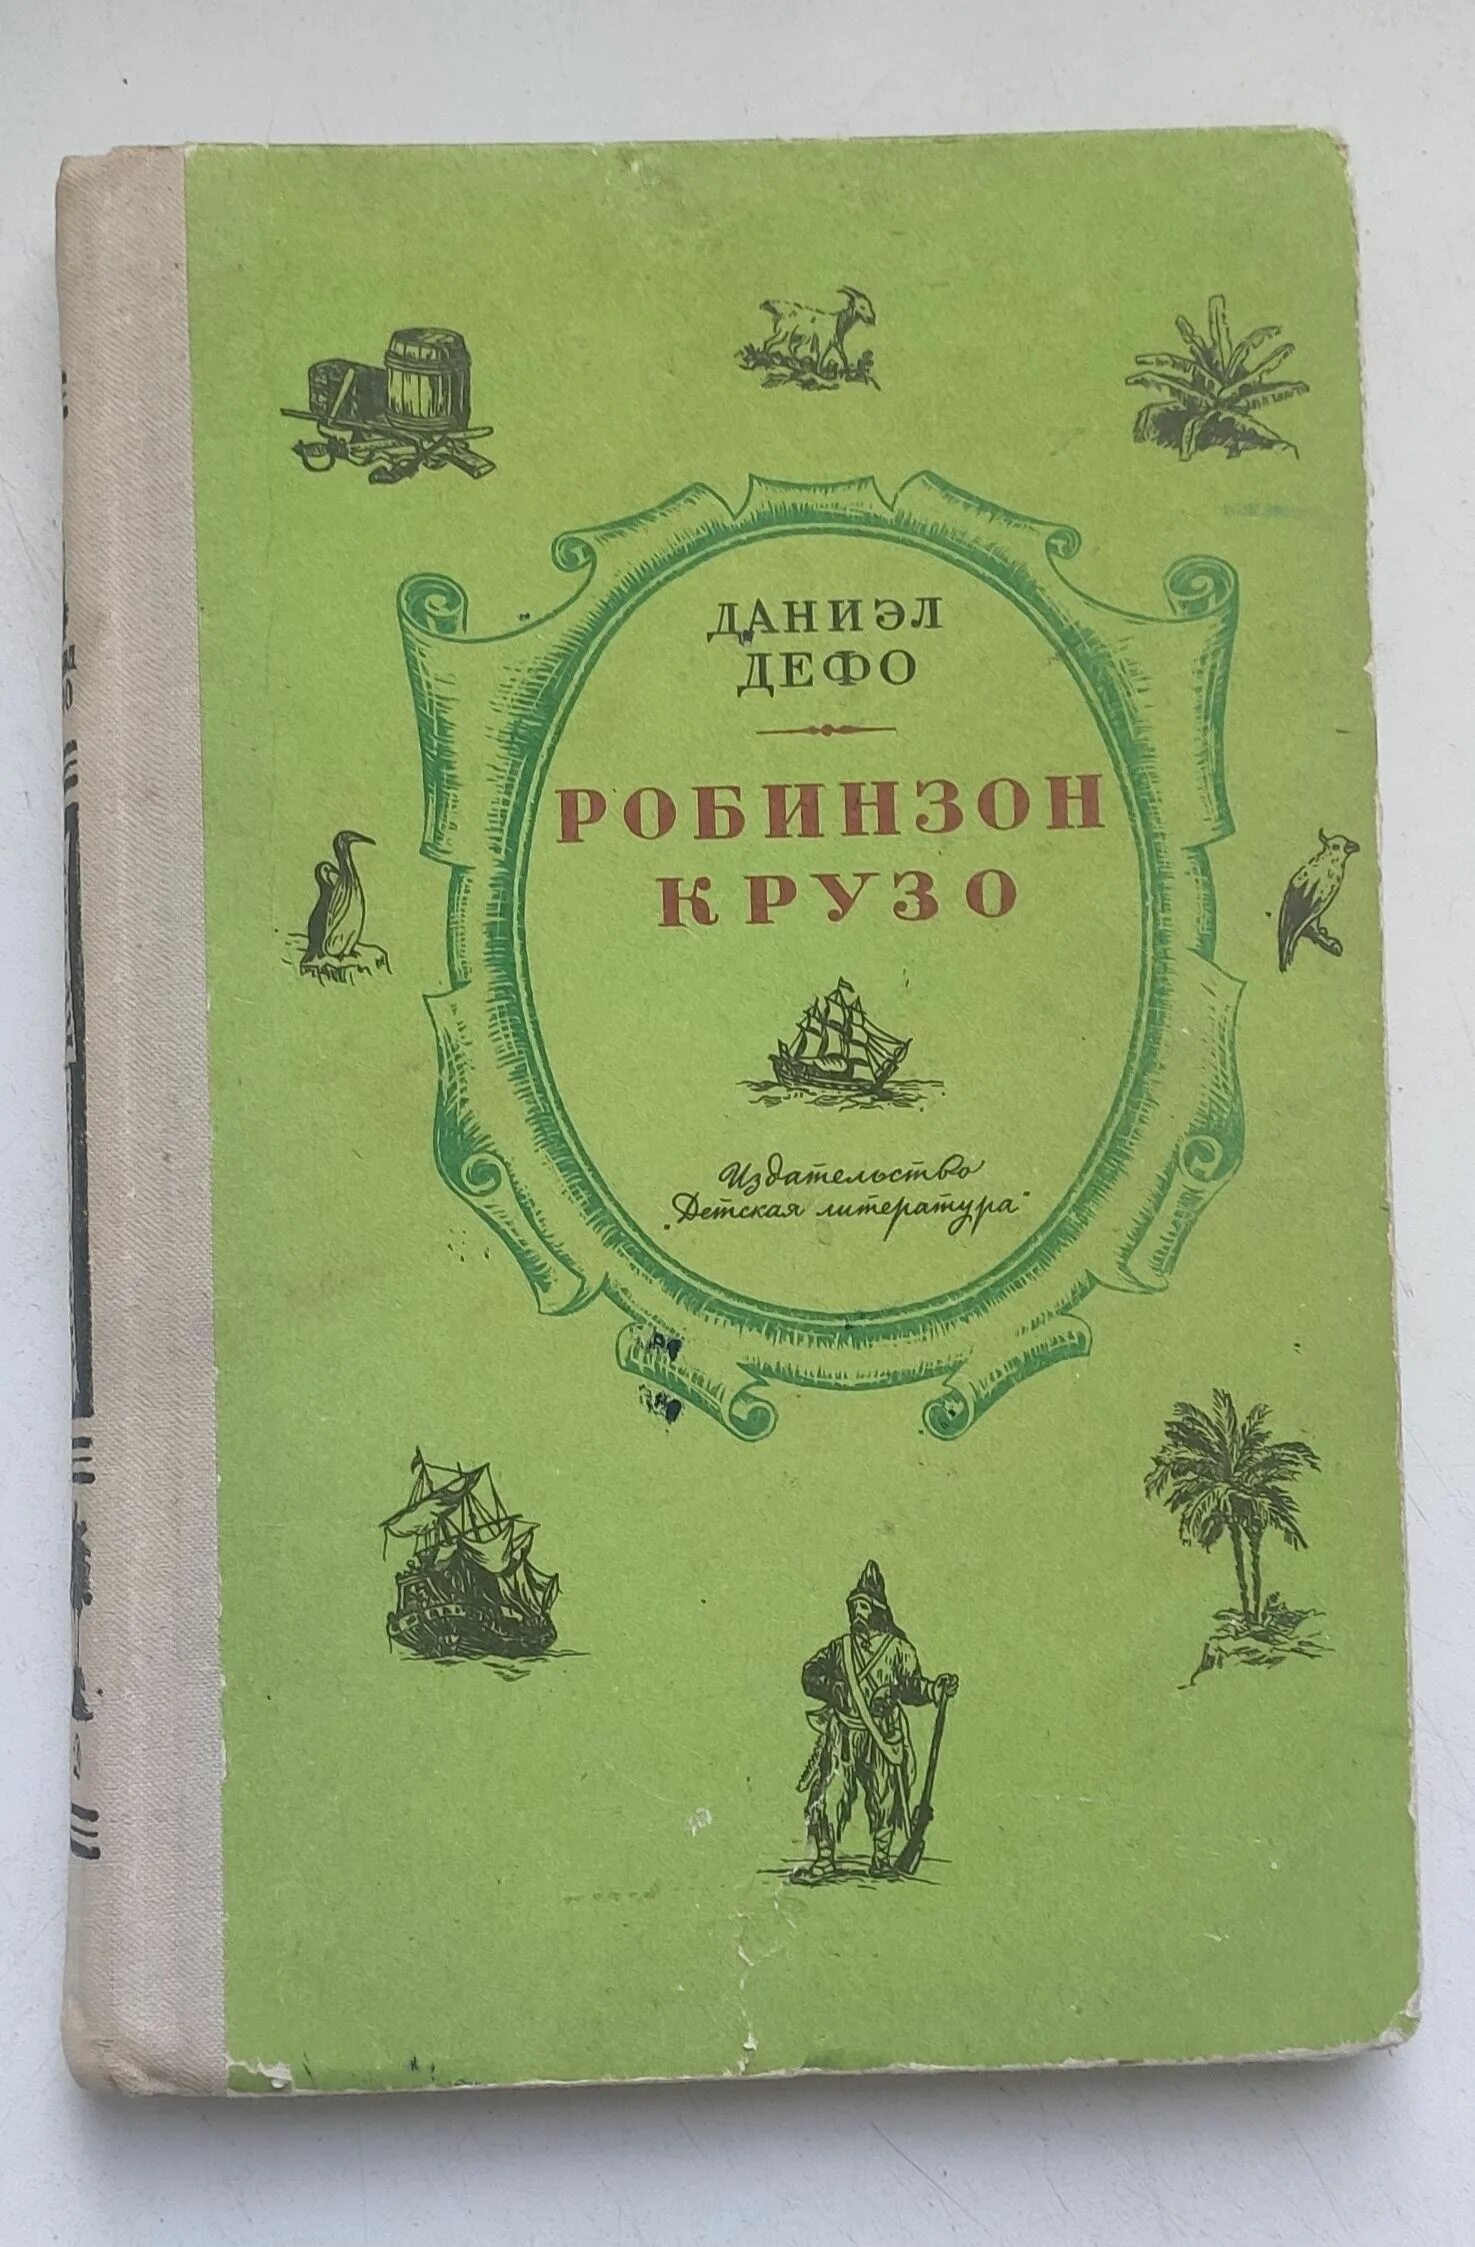 ДАНИЭЛ
ДЕФО
РОБИНЗОН
КРУЗО
Издательство
„Детская литература"